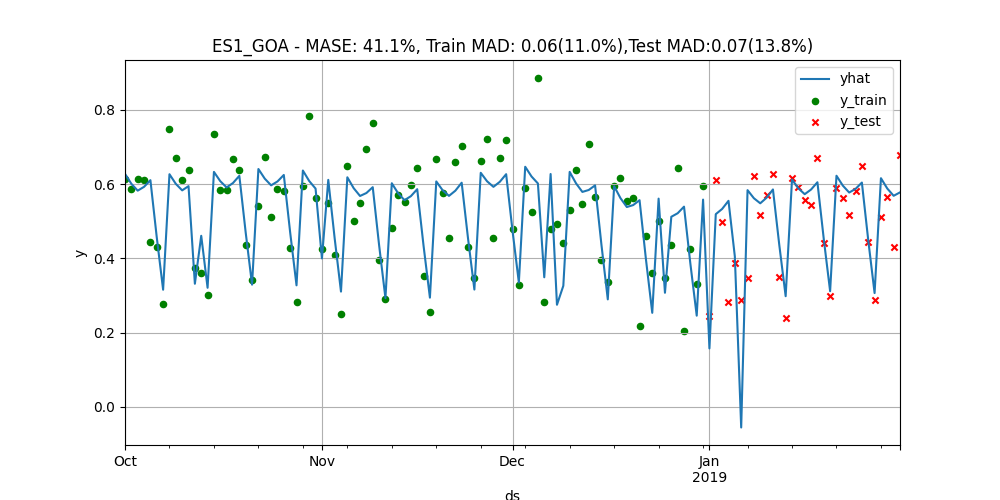 ES1_GOA - MASE: 41.1%, Train MAD: 0.06(11.0%),Test MAD:0.07(13.8%)
yhat
y_train
y_test
0.8
0.6
0.4
0.2
0.0
y
Oct
Nov
Dec
Jan
2019
ds